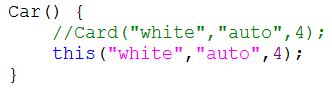 Car() {
//Card("white","auto",4);
this("white","auto",4);
}